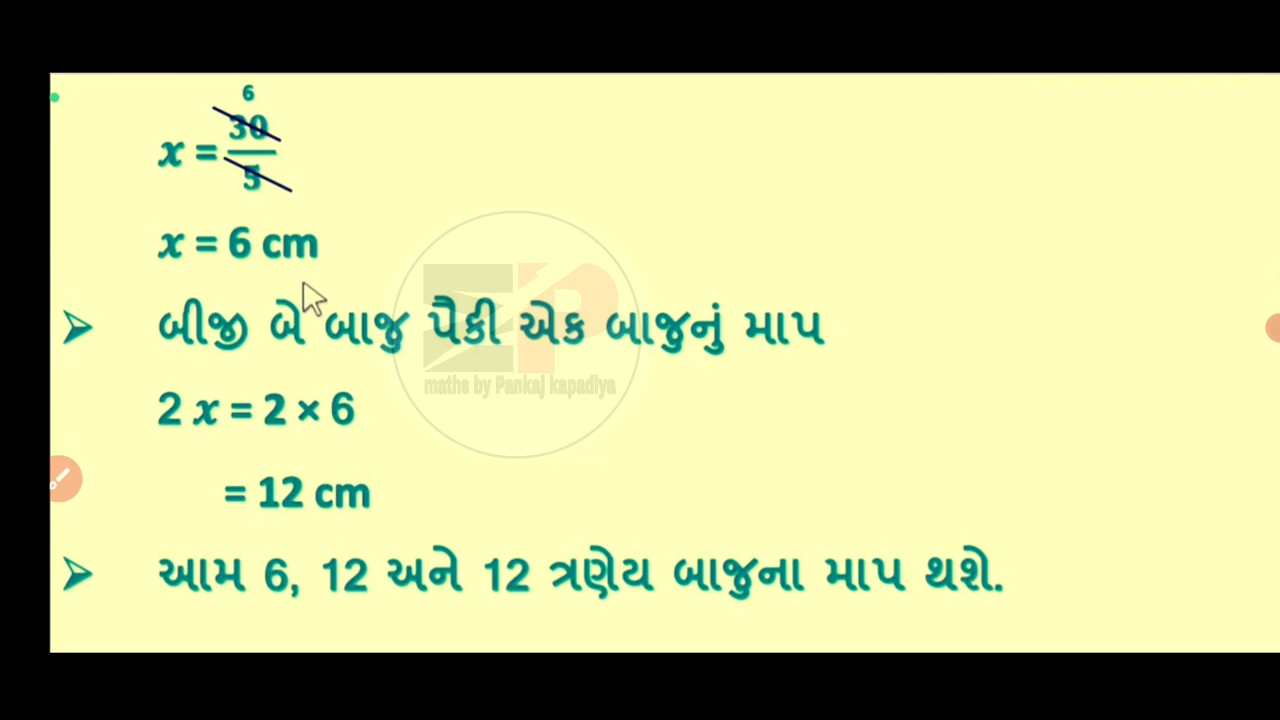 6
x = 30/5
x = 6 cm
➢ બીજી બે બાજુ પૈકી એક બાજુનું માપ
maths by Pankaj kapadiya
2 x = 2 × 6
= 12 cm
➢ આમ 6, 12 અને 12 ત્રણેય બાજુના માપ થશે.